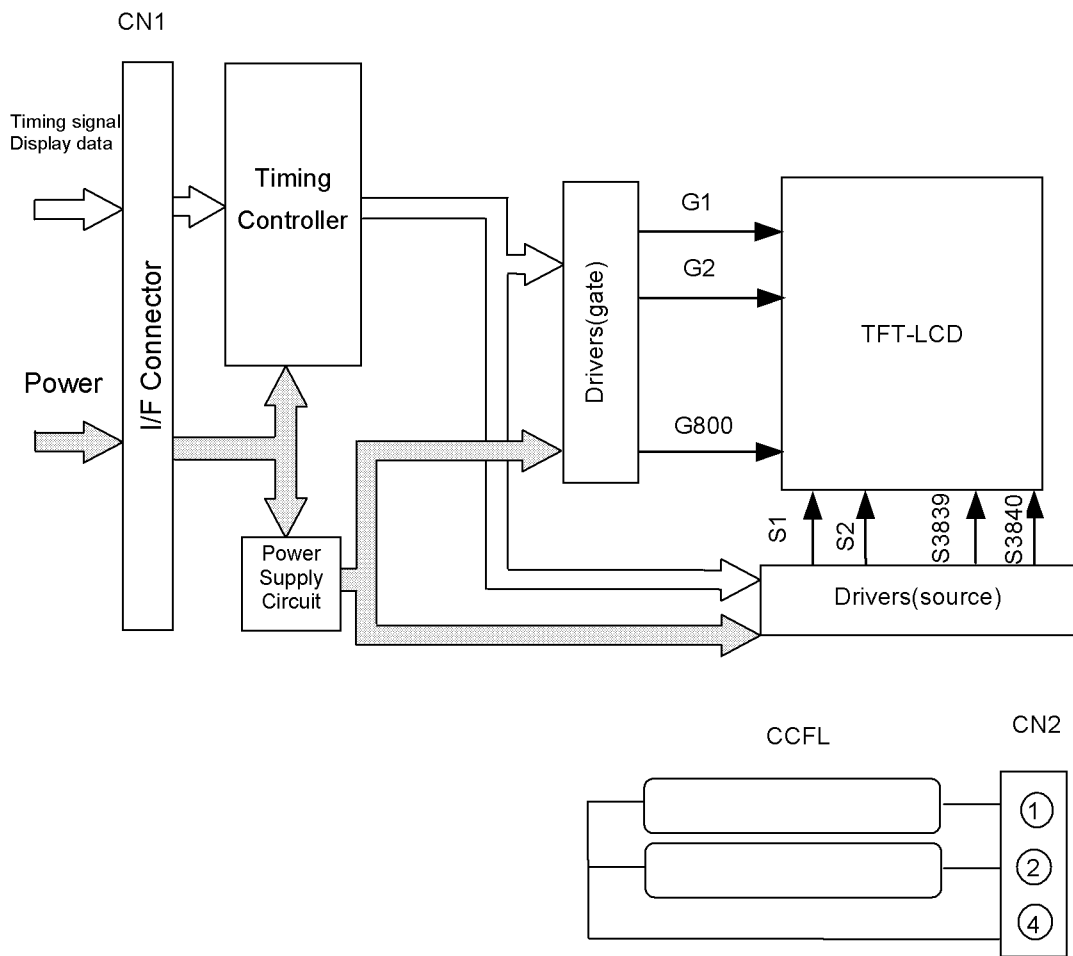 CN1
Timing signal
Display data
Power
I/F Connector
Timing
Controller
Power
Supply
Circuit
Drivers(gate)
G1
G2
G800
TFT-LCD
S1
S2
S3839
S3840
Drivers(source)
CCFL
CN2
1
2
4